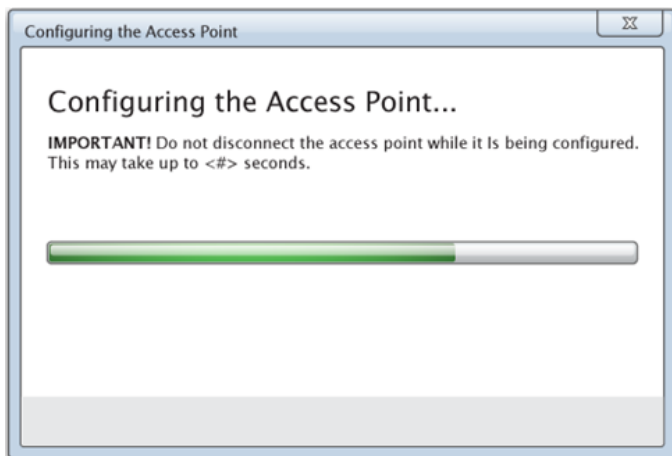 Configuring the Access Point
X
Configuring the Access Point...
IMPORTANT! Do not disconnect the access point while it Is being configured.
This may take up to <#> seconds.